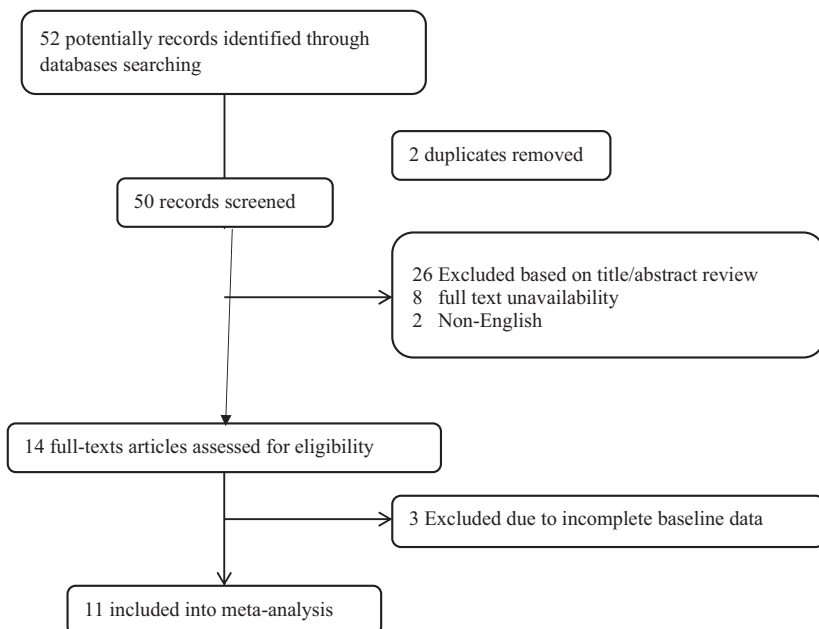 52 potentially records identified through
databases searching
2 duplicates removed
50 records screened
26 Excluded based on title/abstract review
8 full text unavailability
2 Non-English
14 full-texts articles assessed for eligibility
3 Excluded due to incomplete baseline data
11 included into meta-analysis